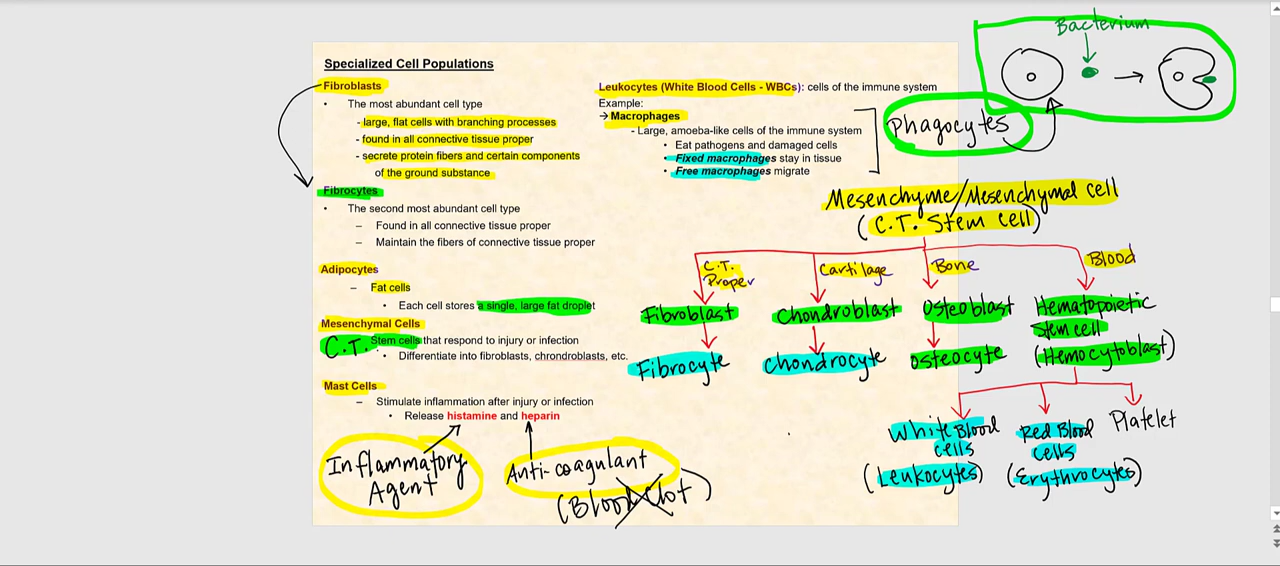 Specialized Cell Populations
Fibroblasts
• The most abundant cell type
- large, flat cells with branching processes
- found in all connective tissue proper
- secrete protein fibers and certain components
of the ground substance
Fibrocytes
• The second most abundant cell type
– Found in all connective tissue proper
– Maintain the fibers of connective tissue proper
Adipocytes
– Fat cells
• Each cell stores a single, large fat droplet
Mesenchymal Cells
C.T. Stem cells that respond to injury or infection
• Differentiate into fibroblasts, chrondroblasts, etc.
Mast Cells
– Stimulate inflammation after injury or infection
• Release histamine and heparin
Inflammatory
Agent
Anti-coagulant
(Blood Clot)
Leukocytes (White Blood Cells - WBCs): cells of the immune system
Example:
→ Macrophages
- Large, amoeba-like cells of the immune system
• Eat pathogens and damaged cells
• Fixed macrophages stay in tissue
• Free macrophages migrate
Phagocytes
Bacterium
Mesenchyme/Mesenchymal cell
(C.T. Stem cell)
C.T.
Proper
Cartilage
Bone
Blood
Fibroblast
Chondroblast
Osteoblast
Hematopoietic
Stem cell
(Hemocytoblast)
Fibrocyte
Chondrocyte
Osteocyte
White Blood
Cells
(Leukocytes)
Red Blood
Cells
(Erythrocytes)
Platelet